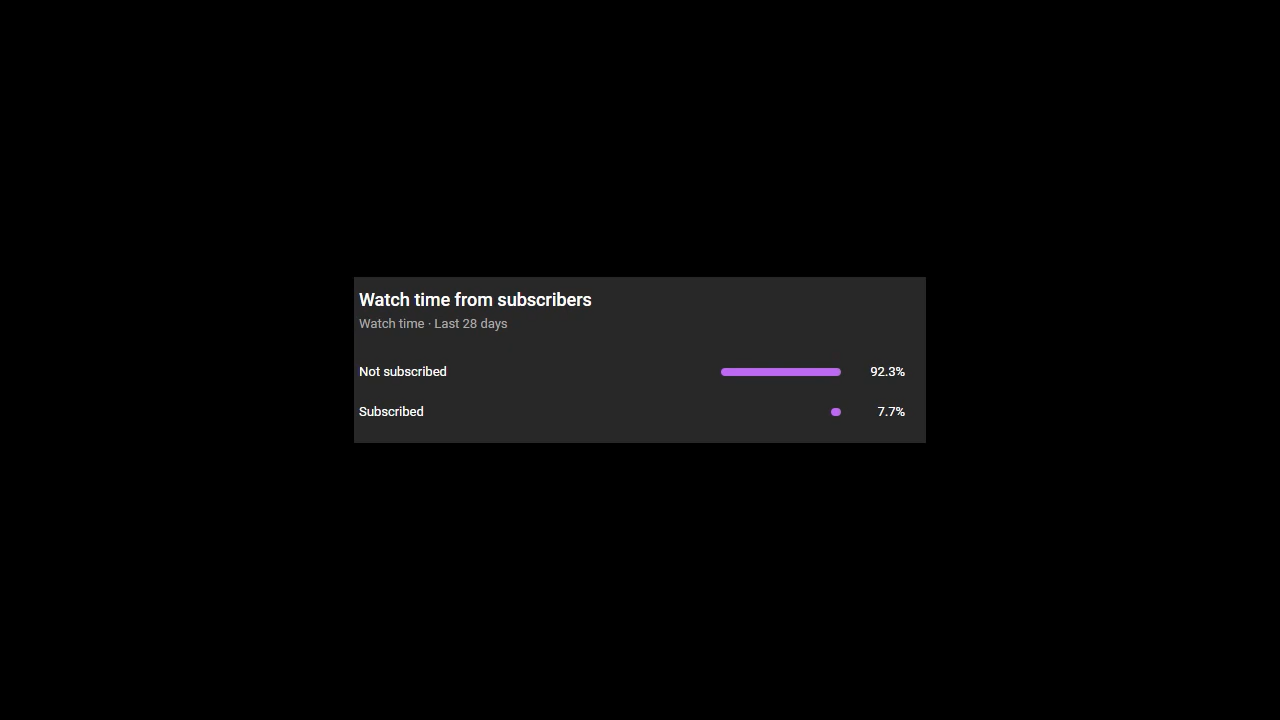 Watch time from subscribers
Watch time · Last 28 days
Not subscribed 92.3%
Subscribed 7.7%